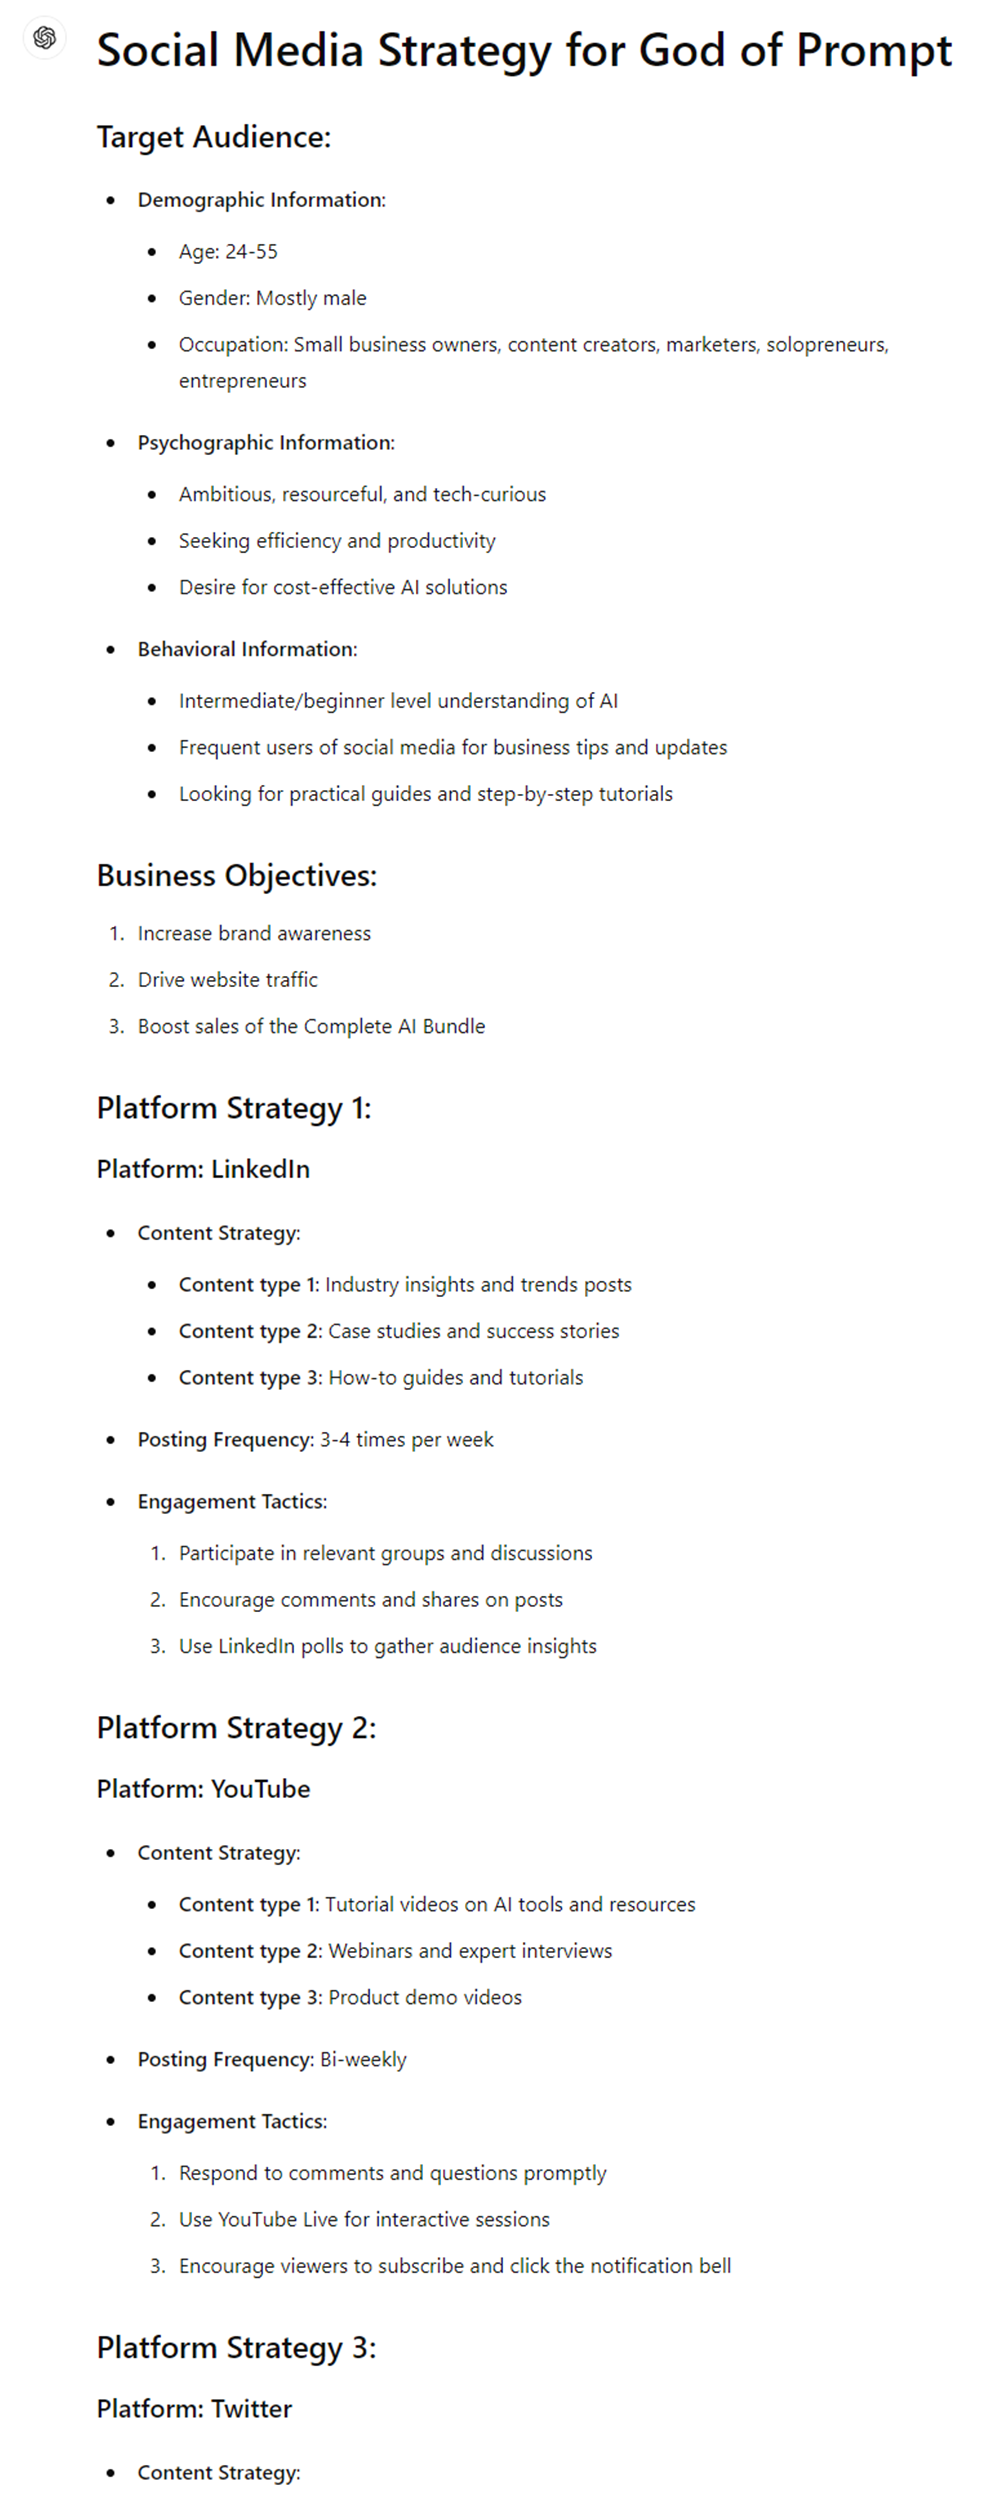 Social Media Strategy for God of Prompt
Target Audience:
Demographic Information:
Age: 24-55
Gender: Mostly male
Occupation: Small business owners, content creators, marketers, solopreneurs,
entrepreneurs
Psychographic Information:
Ambitious, resourceful, and tech-curious
Seeking efficiency and productivity
Desire for cost-effective AI solutions
Behavioral Information:
Intermediate/beginner level understanding of AI
Frequent users of social media for business tips and updates
Looking for practical guides and step-by-step tutorials
Business Objectives:
1. Increase brand awareness
2. Drive website traffic
3. Boost sales of the Complete AI Bundle
Platform Strategy 1:
Platform: LinkedIn
Content Strategy:
Content type 1: Industry insights and trends posts
Content type 2: Case studies and success stories
Content type 3: How-to guides and tutorials
Posting Frequency: 3-4 times per week
Engagement Tactics:
1. Participate in relevant groups and discussions
2. Encourage comments and shares on posts
3. Use LinkedIn polls to gather audience insights
Platform Strategy 2:
Platform: YouTube
Content Strategy:
Content type 1: Tutorial videos on AI tools and resources
Content type 2: Webinars and expert interviews
Content type 3: Product demo videos
Posting Frequency: Bi-weekly
Engagement Tactics:
1. Respond to comments and questions promptly
2. Use YouTube Live for interactive sessions
3. Encourage viewers to subscribe and click the notification bell
Platform Strategy 3:
Platform: Twitter
Content Strategy: